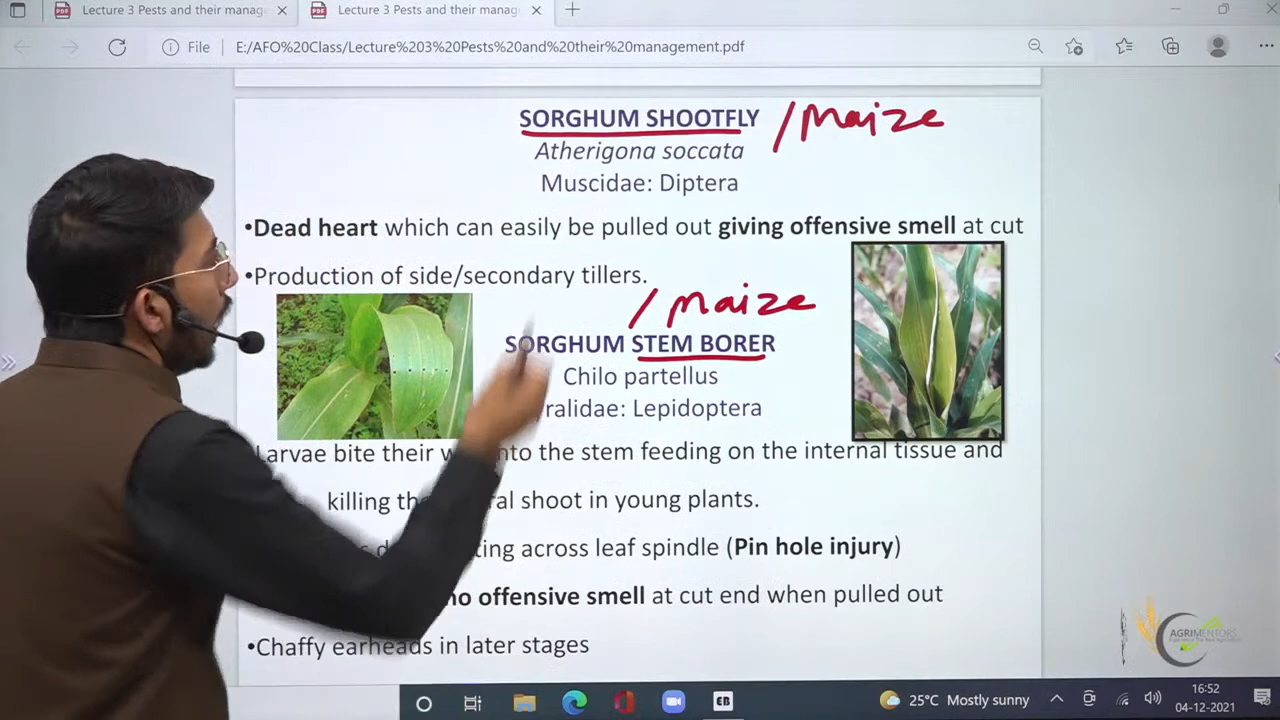 Lecture 3 Pests and their manag
Lecture 3 Pests and their manag
File
E:/AFO%20Class/Lecture%203%20Pests%20and%20their%20management.pdf
SORGHUM SHOOTFLY /Maize
Atherigona soccata
Muscidae: Diptera
•Dead heart which can easily be pulled out giving offensive smell at cut
•Production of side/secondary tillers.
/Maize
SORGHUM STEM BORER
Chilo partellus
ralidae: Lepidoptera
Larvae bite their into the stem feeding on the internal tissue and
killing the shoot in young plants.
across leaf spindle (Pin hole injury)
no offensive smell at cut end when pulled out
•Chaffy earheads in later stages
AGRIMENTORS
25°C Mostly sunny
16:52
04-12-2021